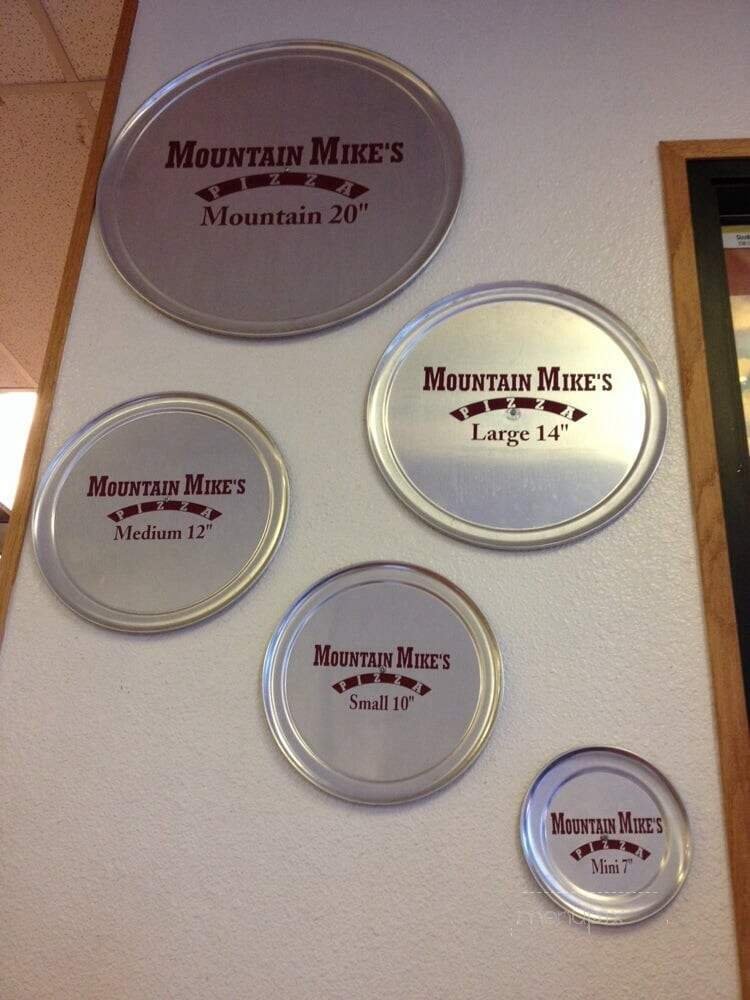 MOUNTAIN MIKE'S
PIZZA
Mountain 20"
MOUNTAIN MIKE'S
PIZZA
Large 14"
MOUNTAIN MIKE'S
PIZZA
Medium 12"
MOUNTAIN MIKE'S
PIZZA
Small 10"
MOUNTAIN MIKE'S
PIZZA
Mini 7"